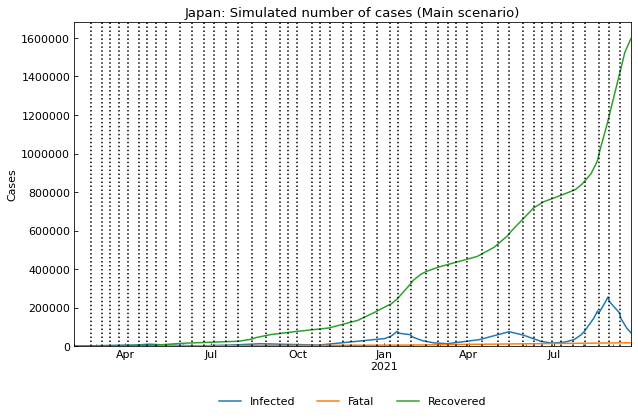 Japan: Simulated number of cases (Main scenario)
1600000
1400000
1200000
1000000
800000
600000
400000
200000
0
Cases
Apr
Jul
Oct
Jan
2021
Apr
Jul
Infected
Fatal
Recovered